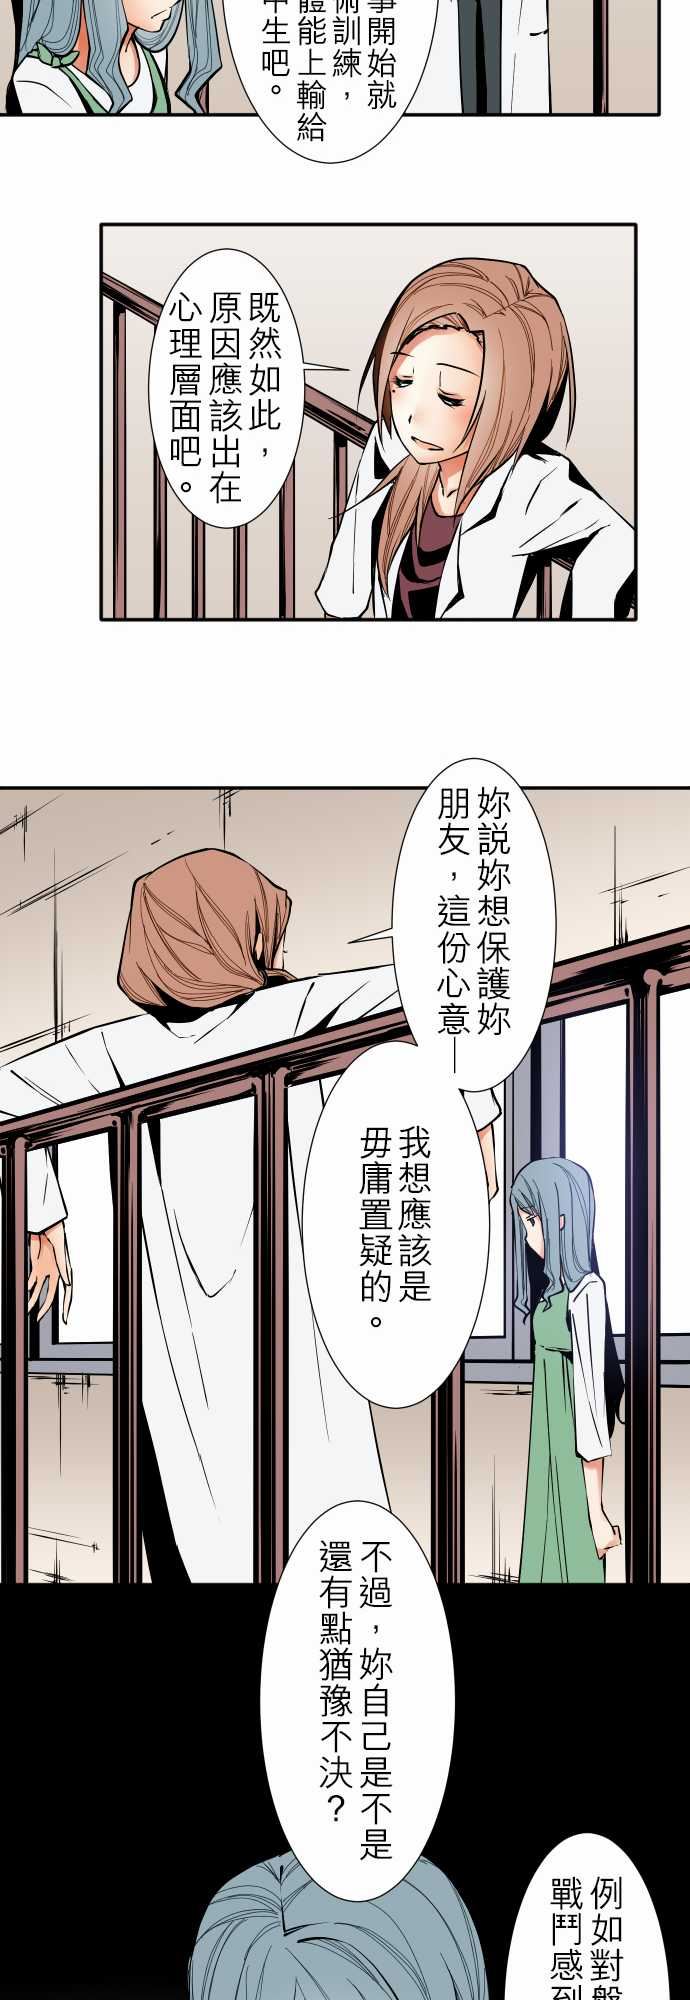 事開始就
術訓練，
體能上輸給
中生吧。
既然如此，
原因應該出在
心理層面吧。
妳説妳想保護妳
朋友，這份心意—
我想應該是
毋庸置疑的。
不過，妳自己是不是
還有點猶豫不決？
例如對
戰鬥感到